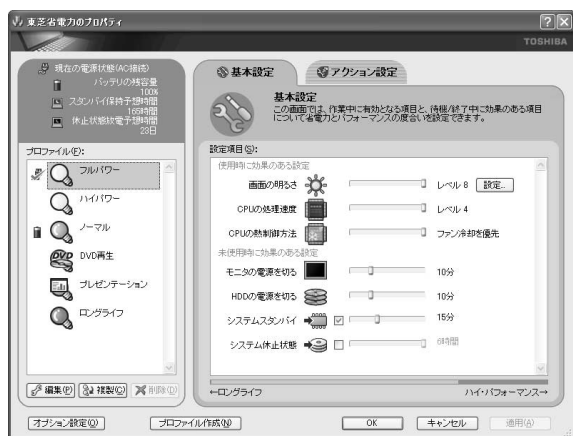 東芝省電力のプロパティ
TOSHIBA
現在の電源状態(AC接続)
バッテリの残容量
100%
スタンバイ保持予想時間
165時間
休止状態放電予想時間
23日
プロファイル(F):
フルパワー
ハイパワー
ノーマル
DVD再生
プレゼンテーション
ロングライフ
編集(P)
複製(C)
削除(D)
基本設定
アクション設定
基本設定
この画面では、作業中に有効となる項目と、待機/終了中に効果のある項目
について省電力とパフォーマンスの度合いを設定できます。
設定項目(S):
使用時に効果のある設定
画面の明るさ レベル 8 設定...
CPUの処理速度 レベル 4
CPUの熱制御方法 ファン冷却を優先
未使用時に効果のある設定
モニタの電源を切る 10分
HDDの電源を切る 10分
システムスタンバイ 15分
システム休止状態 6時間
←ロングライフ ハイ・パフォーマンス→
オプション設定(O) プロファイル作成(N) OK キャンセル 適用(A)